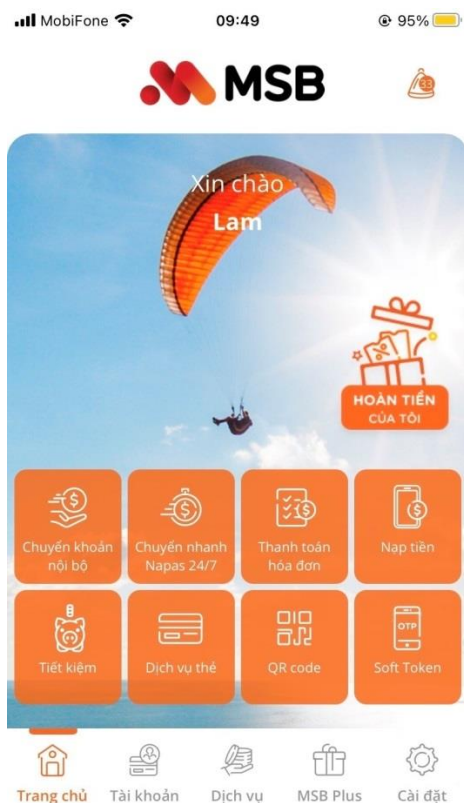 MobiFone
09:49
95%
MSB
33
Xin chào
Lam
HOÀN TIỀN
CỦA TÔI
Chuyển khoản
nội bộ
Chuyển nhanh
Napas 24/7
Thanh toán
hóa đơn
Nạp tiền
Tiết kiệm
Dịch vụ thẻ
QR code
OTP
Soft Token
Trang chủ
Tài khoản
Dịch vụ
MSB Plus
Cài đặt